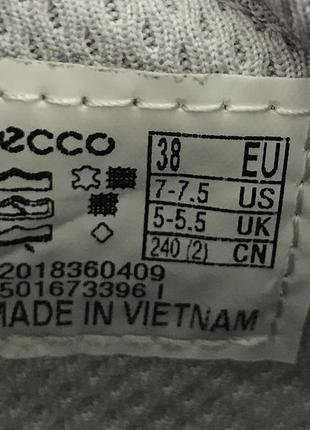 ecco
38 EU
7-7.5 US
5-5.5 UK
240 (2) CN
2018360409
501673396 I
MADE IN VIETNAM